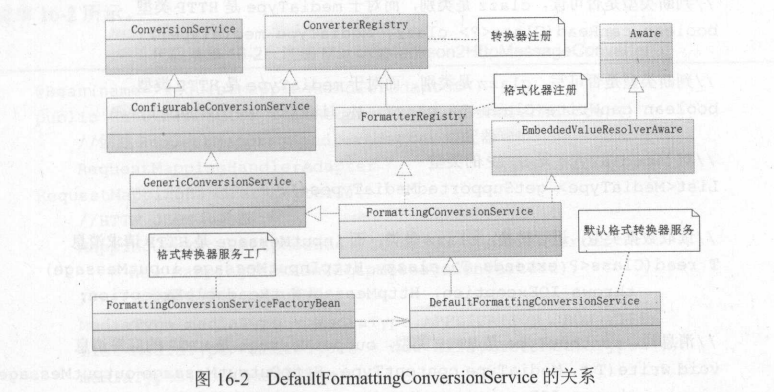 ConversionService
ConverterRegistry
转换器注册
Aware
格式化器注册
ConfigurableConversionService
FormatterRegistry
EmbeddedValueResolverAware
GenericConversionService
FormattingConversionService
默认格式转换器服务
格式转换器服务工厂
FormattingConversionServiceFactoryBean
DefaultFormattingConversionService
图 16-2 DefaultFormattingConversionService 的关系